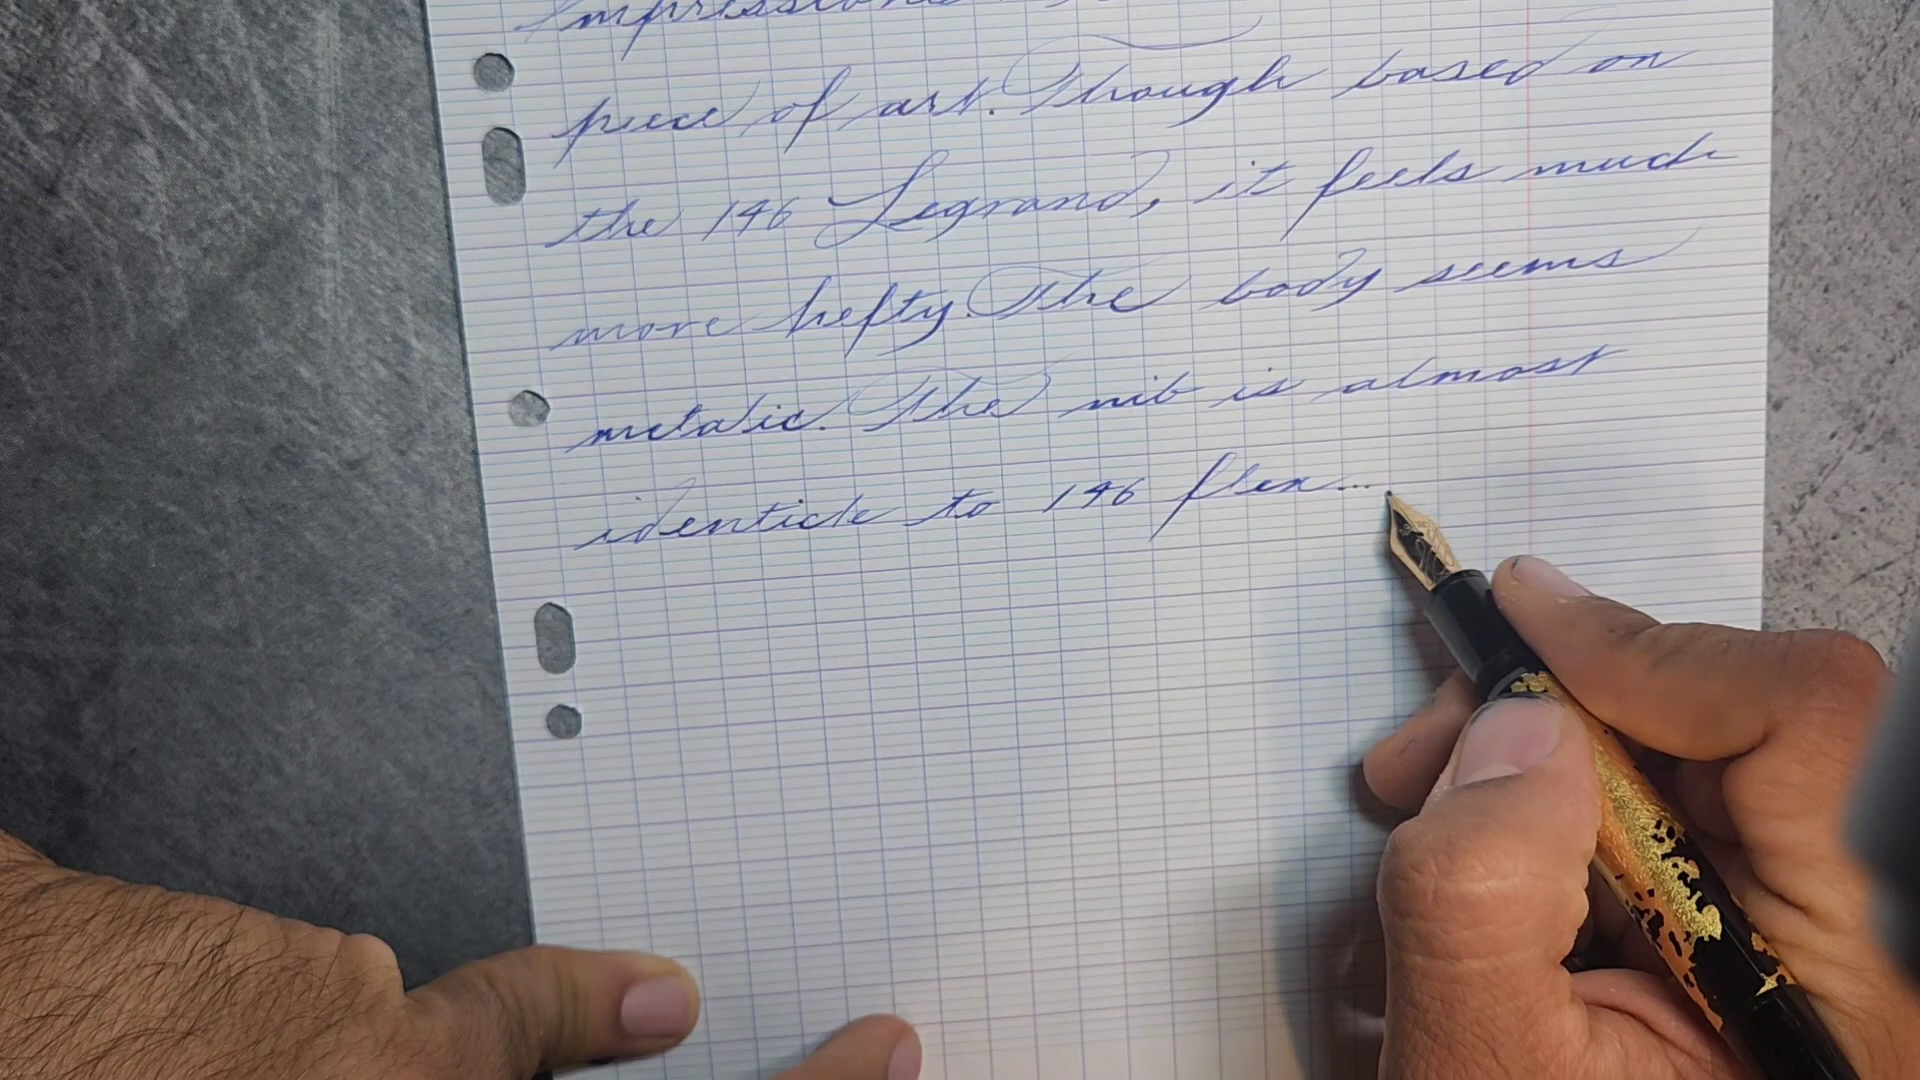 Impressions
piece of art. Though based on
the 146 Legrand, it feels much
more hefty. The body seems
metalic. The nib is almost
identicle to 146 flex...